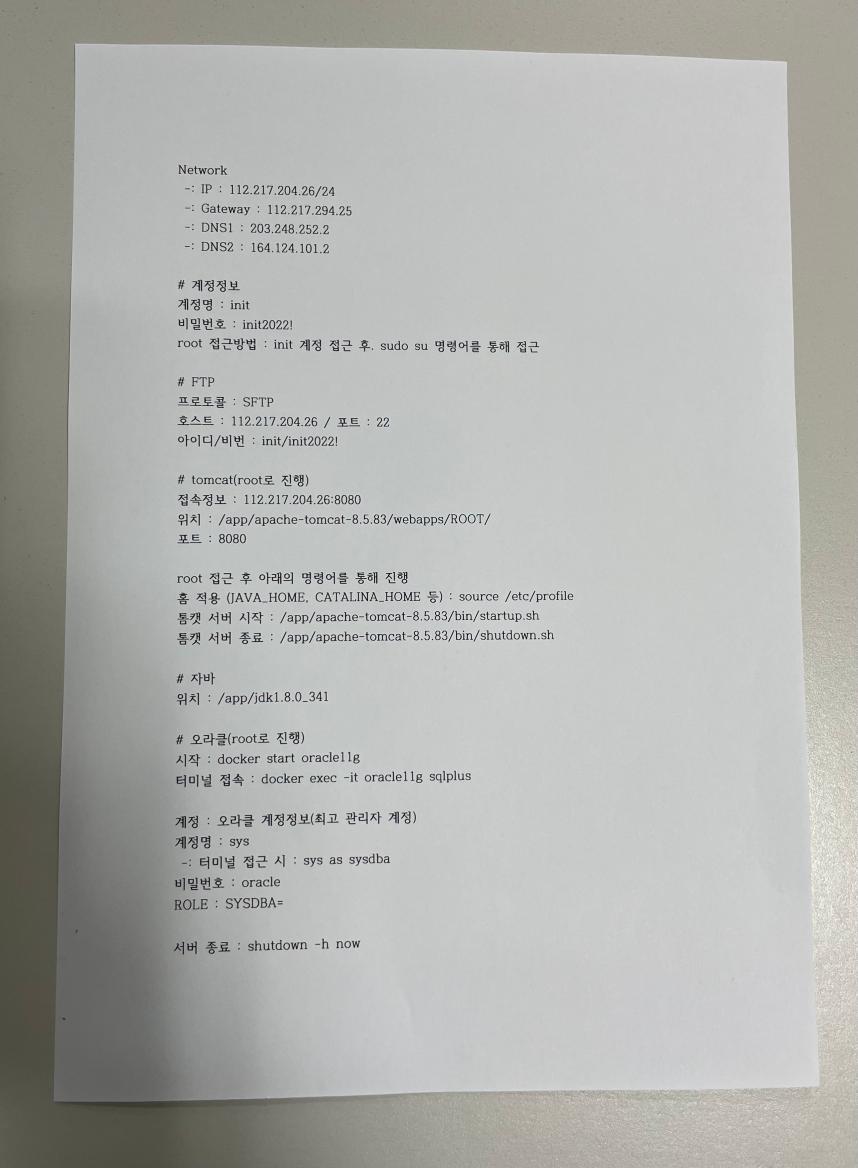 Network
-: IP : 112.217.204.26/24
-: Gateway : 112.217.294.25
-: DNS1 : 203.248.252.2
-: DNS2 : 164.124.101.2
# 계정정보
계정명 : init
비밀번호 : init2022!
root 접근방법 : init 계정 접근 후, sudo su 명령어를 통해 접근
# FTP
프로토콜 : SFTP
호스트 : 112.217.204.26 / 포트 : 22
아이디/비번 : init/init2022!
# tomcat(root로 진행)
접속정보 : 112.217.204.26:8080
위치 : /app/apache-tomcat-8.5.83/webapps/ROOT/
포트 : 8080
root 접근 후 아래의 명령어를 통해 진행
홈 적용 (JAVA_HOME, CATALINA_HOME 등) : source /etc/profile
톰캣 서버 시작 : /app/apache-tomcat-8.5.83/bin/startup.sh
톰캣 서버 종료 : /app/apache-tomcat-8.5.83/bin/shutdown.sh
# 자바
위치 : /app/jdk1.8.0_341
# 오라클(root로 진행)
시작 : docker start oracle11g
터미널 접속 : docker exec -it oracle11g sqlplus
계정 : 오라클 계정정보(최고 관리자 계정)
계정명 : sys
-: 터미널 접근 시 : sys as sysdba
비밀번호 : oracle
ROLE : SYSDBA=
서버 종료 : shutdown -h now